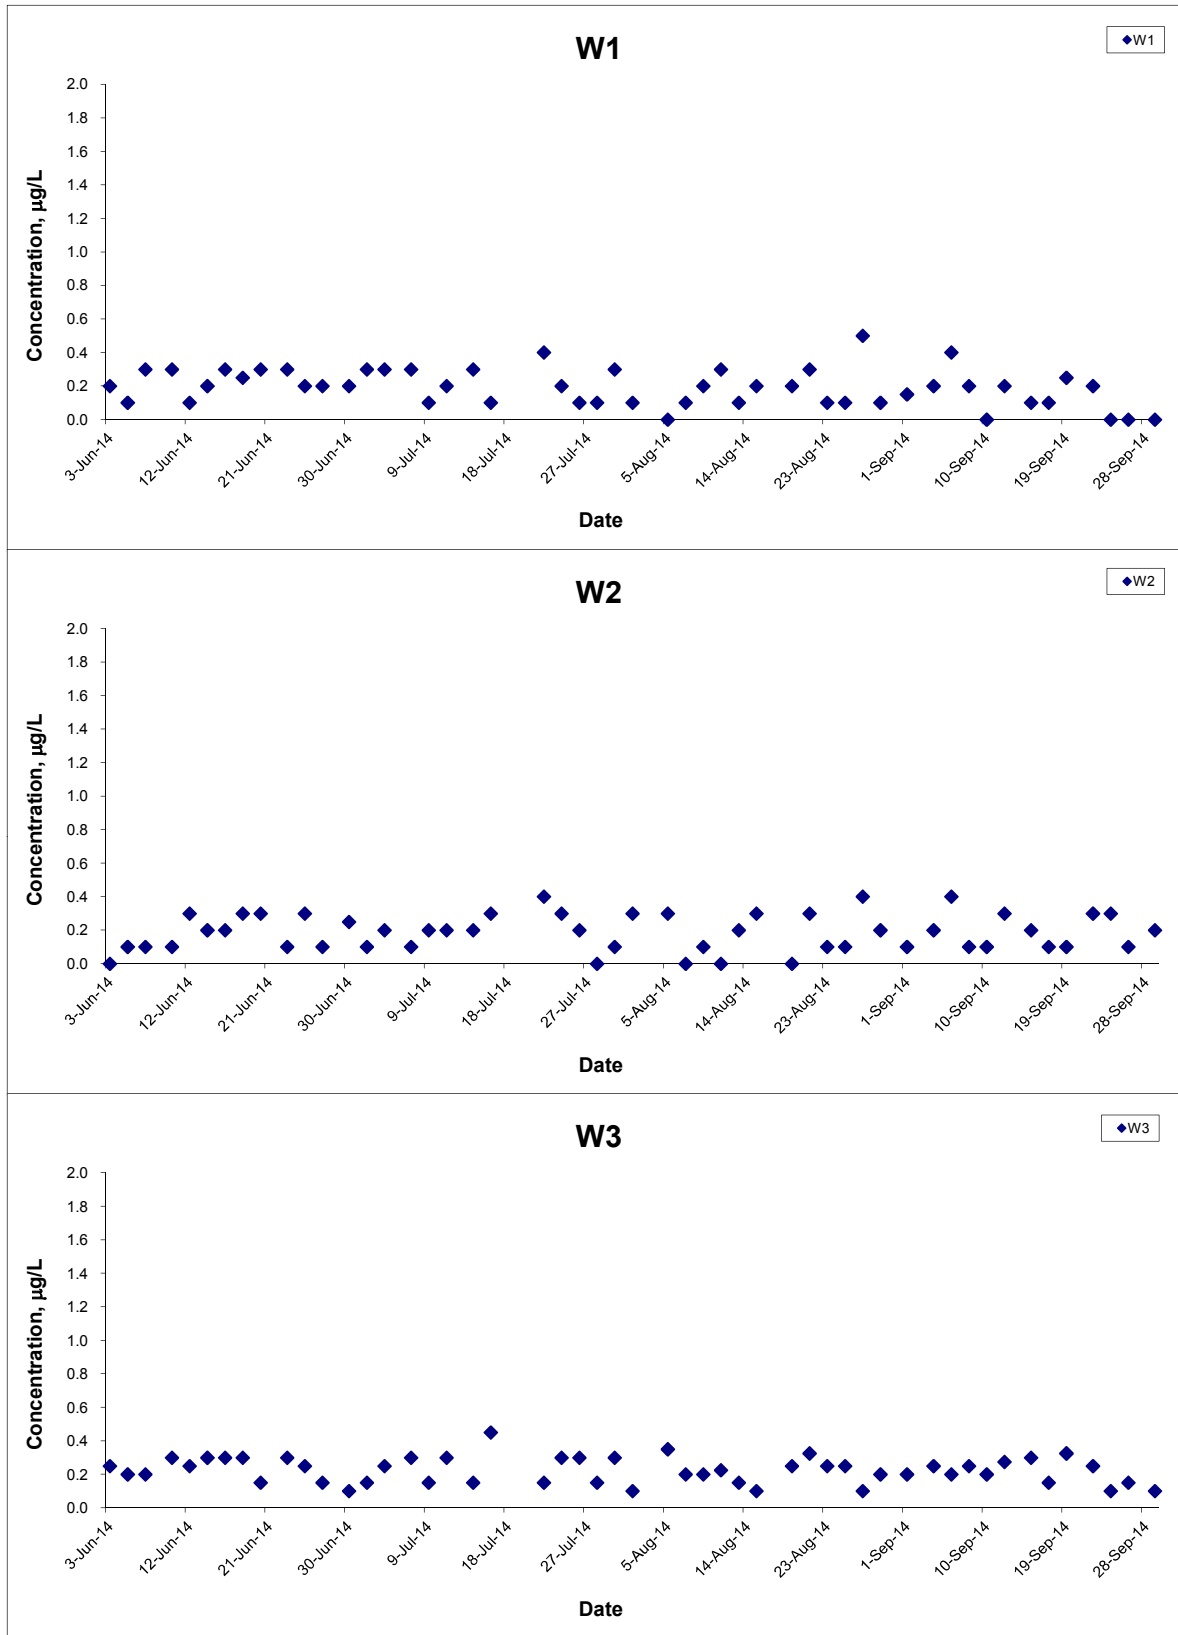 W1
W1
2.0
1.8
1.6
1.4
1.2
1.0
0.8
0.6
0.4
0.2
0.0
Concentration, µg/L
3-Jun-14
12-Jun-14
21-Jun-14
30-Jun-14
9-Jul-14
18-Jul-14
27-Jul-14
5-Aug-14
14-Aug-14
23-Aug-14
1-Sep-14
10-Sep-14
19-Sep-14
28-Sep-14
Date
W2
W2
2.0
1.8
1.6
1.4
1.2
1.0
0.8
0.6
0.4
0.2
0.0
Concentration, µg/L
3-Jun-14
12-Jun-14
21-Jun-14
30-Jun-14
9-Jul-14
18-Jul-14
27-Jul-14
5-Aug-14
14-Aug-14
23-Aug-14
1-Sep-14
10-Sep-14
19-Sep-14
28-Sep-14
Date
W3
W3
2.0
1.8
1.6
1.4
1.2
1.0
0.8
0.6
0.4
0.2
0.0
Concentration, µg/L
3-Jun-14
12-Jun-14
21-Jun-14
30-Jun-14
9-Jul-14
18-Jul-14
27-Jul-14
5-Aug-14
14-Aug-14
23-Aug-14
1-Sep-14
10-Sep-14
19-Sep-14
28-Sep-14
Date